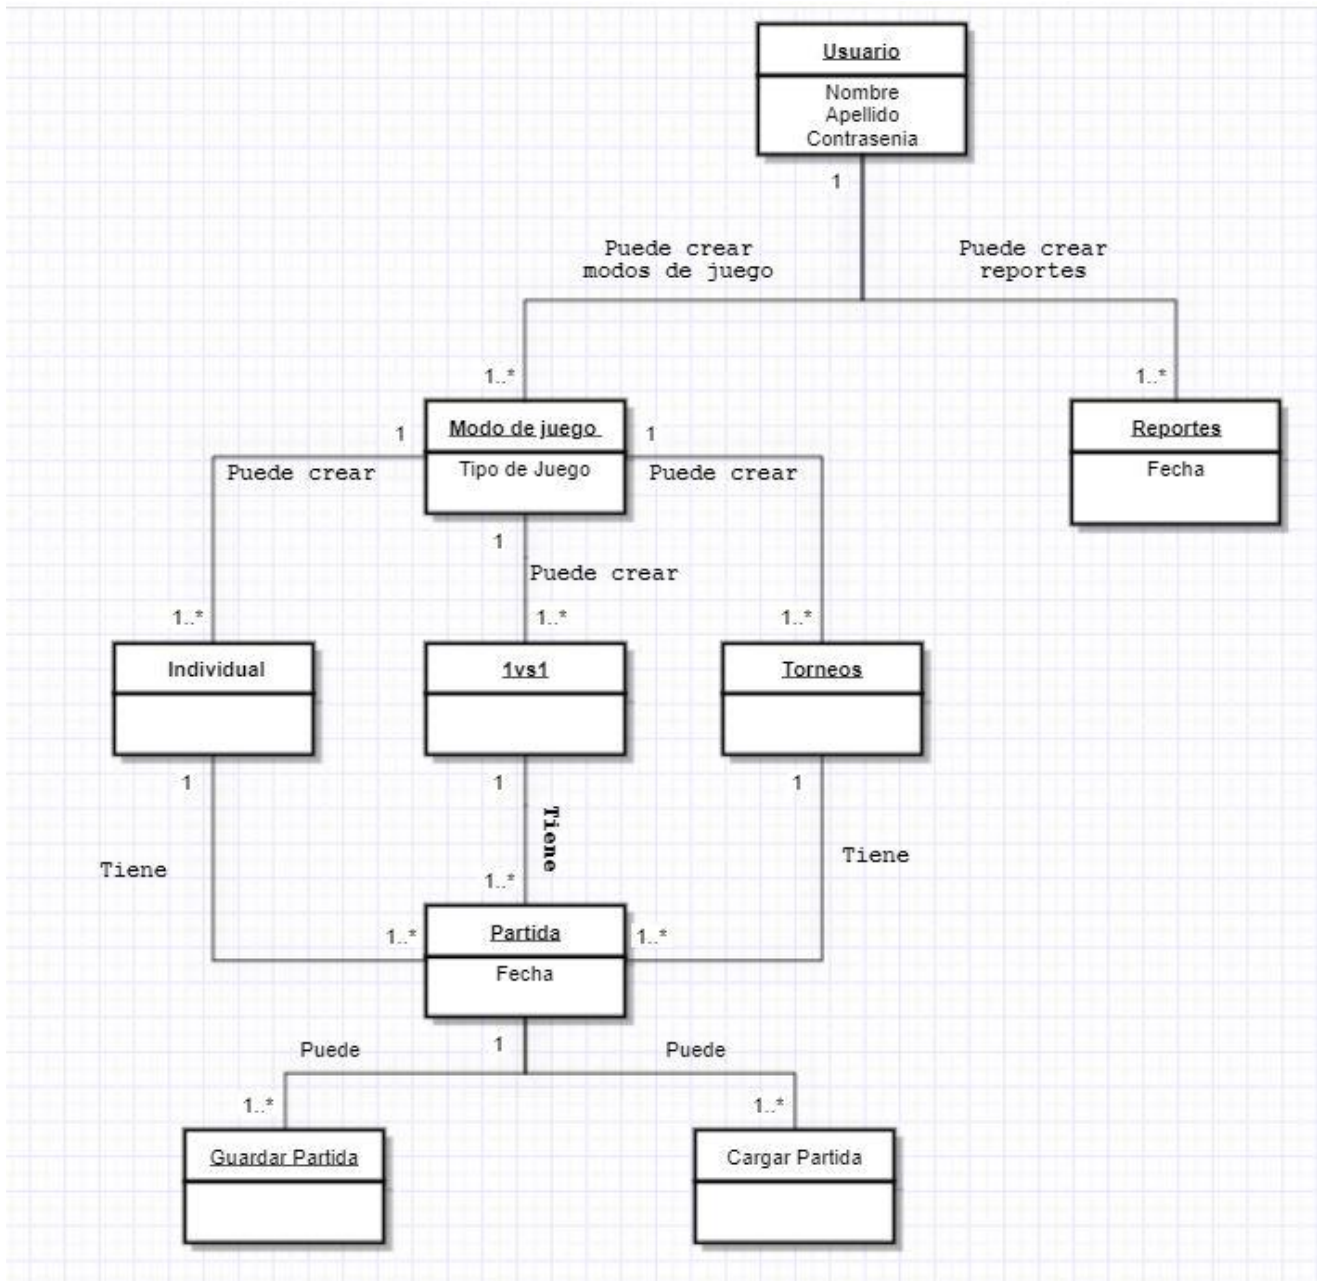 Usuario
Nombre
Apellido
Contrasenia
1
Puede crear
modos de juego
Puede crear
reportes
1..*
1..*
Modo de juego
Tipo de Juego
Reportes
Fecha
1
1
Puede crear
Puede crear
1
Puede crear
1..*
1..*
1..*
Individual
1vs1
Torneos
1
1
1
Tiene
Tiene
Tiene
1..*
1..*
1..*
Partida
Fecha
1
Puede
Puede
1..*
1..*
Guardar Partida
Cargar Partida